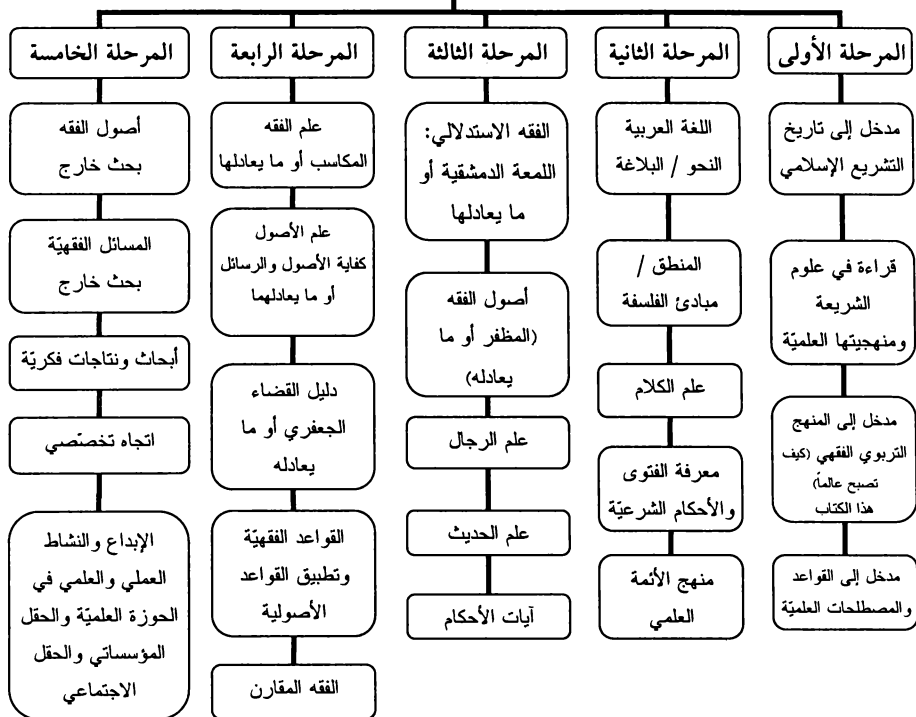 المرحلة الأولى
مدخل إلى تاريخ
التشريع الإسلامي
قراءة في علوم
الشريعة
ومنهجيتها العلميّة
مدخل إلى المنهج
التربوي الفقهي (كيف
تصبح عالماً)
هذا الكتاب
مدخل إلى القواعد
والمصطلحات العلميّة
المرحلة الثانية
اللغة العربية
النحو / البلاغة
المنطق /
مبادئ الفلسفة
علم الكلام
معرفة الفتوى
والأحكام الشرعيّة
منهج الأئمة
العلمي
المرحلة الثالثة
الفقه الاستدلالي:
اللمعة الدمشقية أو
ما يعادلها
أصول الفقه
(المظفر أو ما
يعادله)
علم الرجال
علم الحديث
آيات الأحكام
المرحلة الرابعة
علم الفقه
المكاسب أو ما يعادلها
علم الأصول
كفاية الأصول والرسائل
أو ما يعادلهما
دليل القضاء
الجعفري أو ما
يعادله
القواعد الفقهيّة
وتطبيق القواعد
الأصولية
الفقه المقارن
المرحلة الخامسة
أصول الفقه
بحث خارج
المسائل الفقهيّة
بحث خارج
أبحاث ونتاجات فكريّة
اتجاه تخصّصي
الإبداع والنشاط
العملي والعلمي في
الحوزة العلميّة والحقل
المؤسساتي والحقل
الاجتماعي